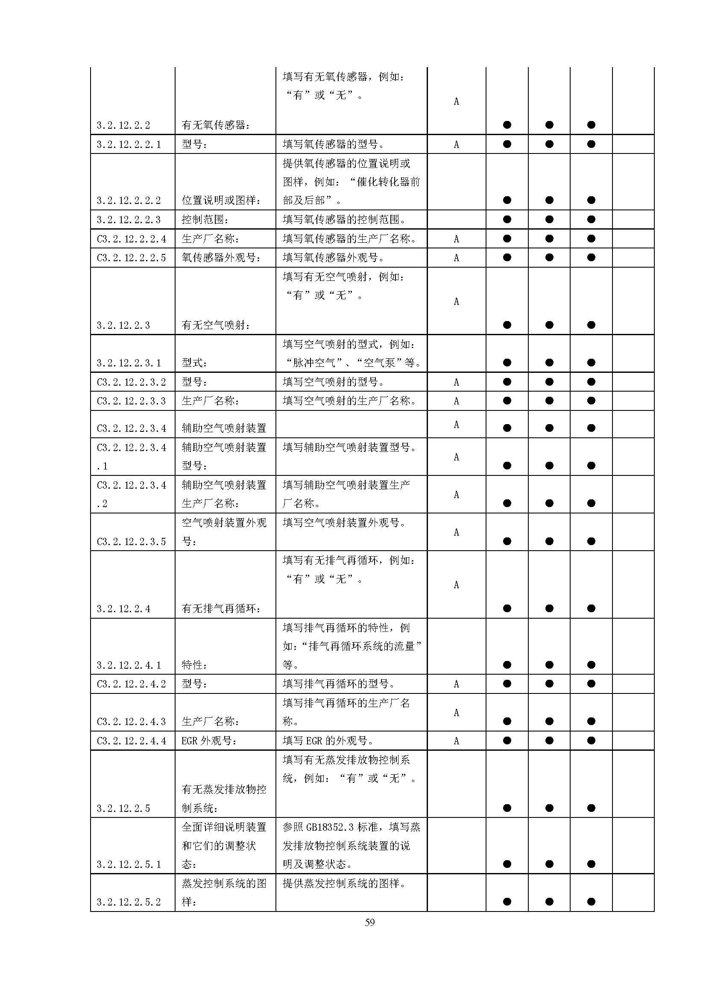 填写有无氧传感器，例如：
“有”或“无”。
A
3.2.12.2.2 有无氧传感器： ● ● ●
3.2.12.2.2.1 型号： 填写氧传感器的型号。 A ● ● ●
提供氧传感器的位置说明或
图样，例如：“催化转化器前
3.2.12.2.2.2 位置说明或图样： 部及后部”。 ● ● ●
3.2.12.2.2.3 控制范围： 填写氧传感器的控制范围。 ● ● ●
C3.2.12.2.2.4 生产厂名称： 填写氧传感器的生产厂名称。 A ● ● ●
C3.2.12.2.2.5 氧传感器外观号： 填写氧传感器外观号。 A ● ● ●
填写有无空气喷射，例如：
“有”或“无”。
A
3.2.12.2.3 有无空气喷射： ● ● ●
填写空气喷射的型式，例如：
3.2.12.2.3.1 型式： “脉冲空气”、“空气泵”等。 ● ● ●
C3.2.12.2.3.2 型号： 填写空气喷射的型号。 A ● ● ●
C3.2.12.2.3.3 生产厂名称： 填写空气喷射的生产厂名称。 A ● ● ●
C3.2.12.2.3.4 辅助空气喷射装置 A ● ● ●
C3.2.12.2.3.4 辅助空气喷射装置 填写辅助空气喷射装置型号。
A
.1 型号： ● ● ●
C3.2.12.2.3.4 辅助空气喷射装置 填写辅助空气喷射装置生产
A
.2 生产厂名称： 厂名称。 ● ● ●
空气喷射装置外观 填写空气喷射装置外观号。
A
C3.2.12.2.3.5 号： ● ● ●
填写有无排气再循环，例如：
“有”或“无”。
A
3.2.12.2.4 有无排气再循环： ● ● ●
填写排气再循环的特性，例
如：“排气再循环系统的流量”
3.2.12.2.4.1 特性： 等。 ● ● ●
C3.2.12.2.4.2 型号： 填写排气再循环的型号。 A ● ● ●
填写排气再循环的生产厂名
A
C3.2.12.2.4.3 生产厂名称： 称。 ● ● ●
C3.2.12.2.4.4 EGR 外观号： 填写 EGR 的外观号。 A ● ● ●
填写有无蒸发排放物控制系
统，例如：“有”或“无”。
有无蒸发排放物控
3.2.12.2.5 制系统： ● ● ●
全面详细说明装置 参照 GB18352.3 标准，填写蒸
和它们的调整状 发排放物控制系统装置的说
3.2.12.2.5.1 态： 明及调整状态。 ● ● ●
蒸发控制系统的图 提供蒸发控制系统的图样。
3.2.12.2.5.2 样： ● ● ●
59